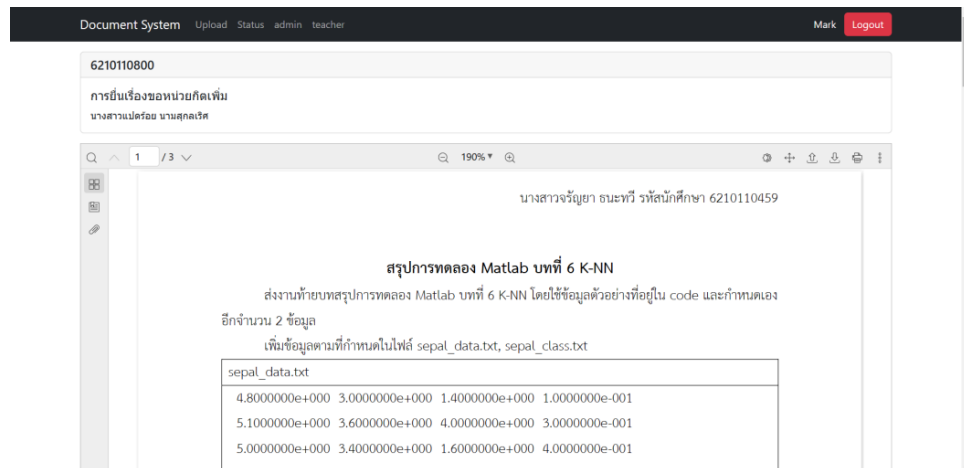 Document System Upload Status admin teacher Mark Logout
6210110800
การยื่นเรื่องขอหน่วยกิตเพิ่ม
นางสาวแปดร้อย นามสุกลเริศ
1 / 3 190%
นางสาวจรัญยา ธนะทวี รหัสนักศึกษา 6210110459
สรุปการทดลอง Matlab บทที่ 6 K-NN
ส่งงานท้ายบทสรุปการทดลอง Matlab บทที่ 6 K-NN โดยใช้ข้อมูลตัวอย่างที่อยู่ใน code และกำหนดเอง
อีกจำนวน 2 ข้อมูล
เพิ่มข้อมูลตามที่กำหนดในไฟล์ sepal_data.txt, sepal_class.txt
sepal_data.txt
4.8000000e+000 3.0000000e+000 1.4000000e+000 1.0000000e-001
5.1000000e+000 3.6000000e+000 4.0000000e+000 3.0000000e-001
5.0000000e+000 3.4000000e+000 1.6000000e+000 4.0000000e-001